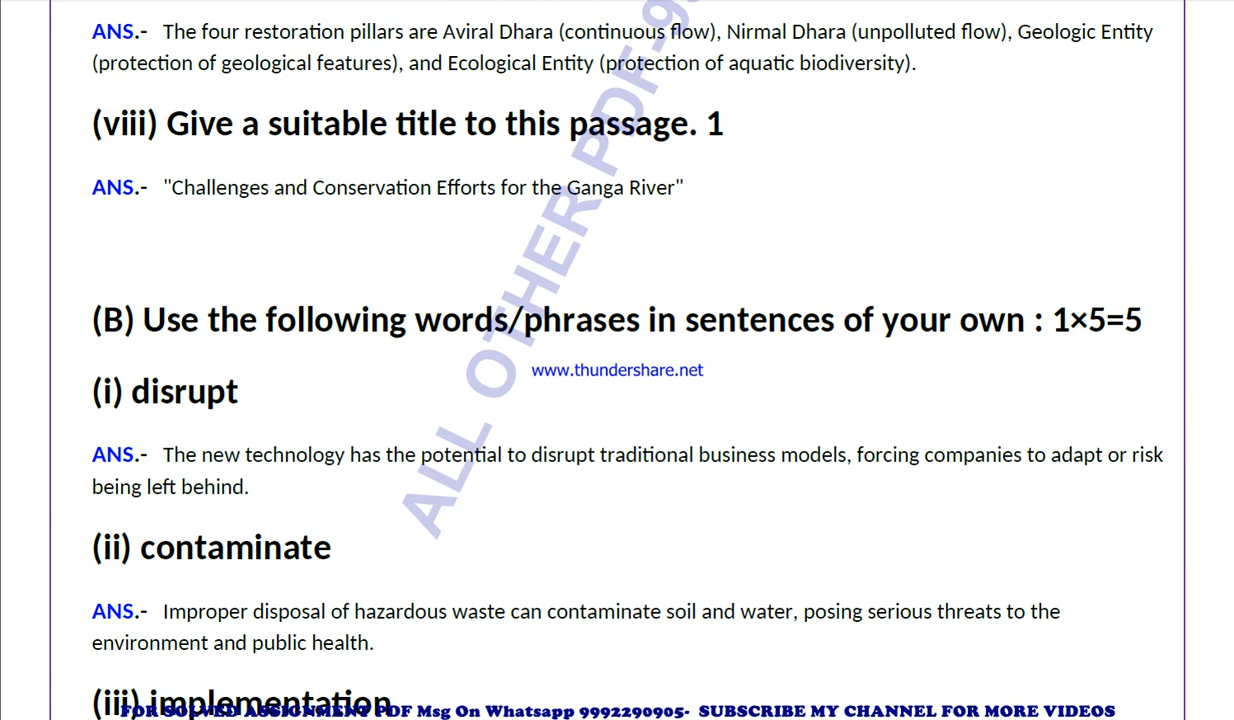 ANS.- The four restoration pillars are Aviral Dhara (continuous flow), Nirmal Dhara (unpolluted flow), Geologic Entity
(protection of geological features), and Ecological Entity (protection of aquatic biodiversity).
(viii) Give a suitable title to this passage. 1
ANS.- "Challenges and Conservation Efforts for the Ganga River"
(B) Use the following words/phrases in sentences of your own : 1×5=5
www.thundershare.net
(i) disrupt
ANS.- The new technology has the potential to disrupt traditional business models, forcing companies to adapt or risk
being left behind.
(ii) contaminate
ANS.- Improper disposal of hazardous waste can contaminate soil and water, posing serious threats to the
environment and public health.
(iii) implementation
FOR SOLVED ASSIGNMENT PDF Msg On Whatsapp 9992290905- SUBSCRIBE MY CHANNEL FOR MORE VIDEOS
ALL OTHER PDF-